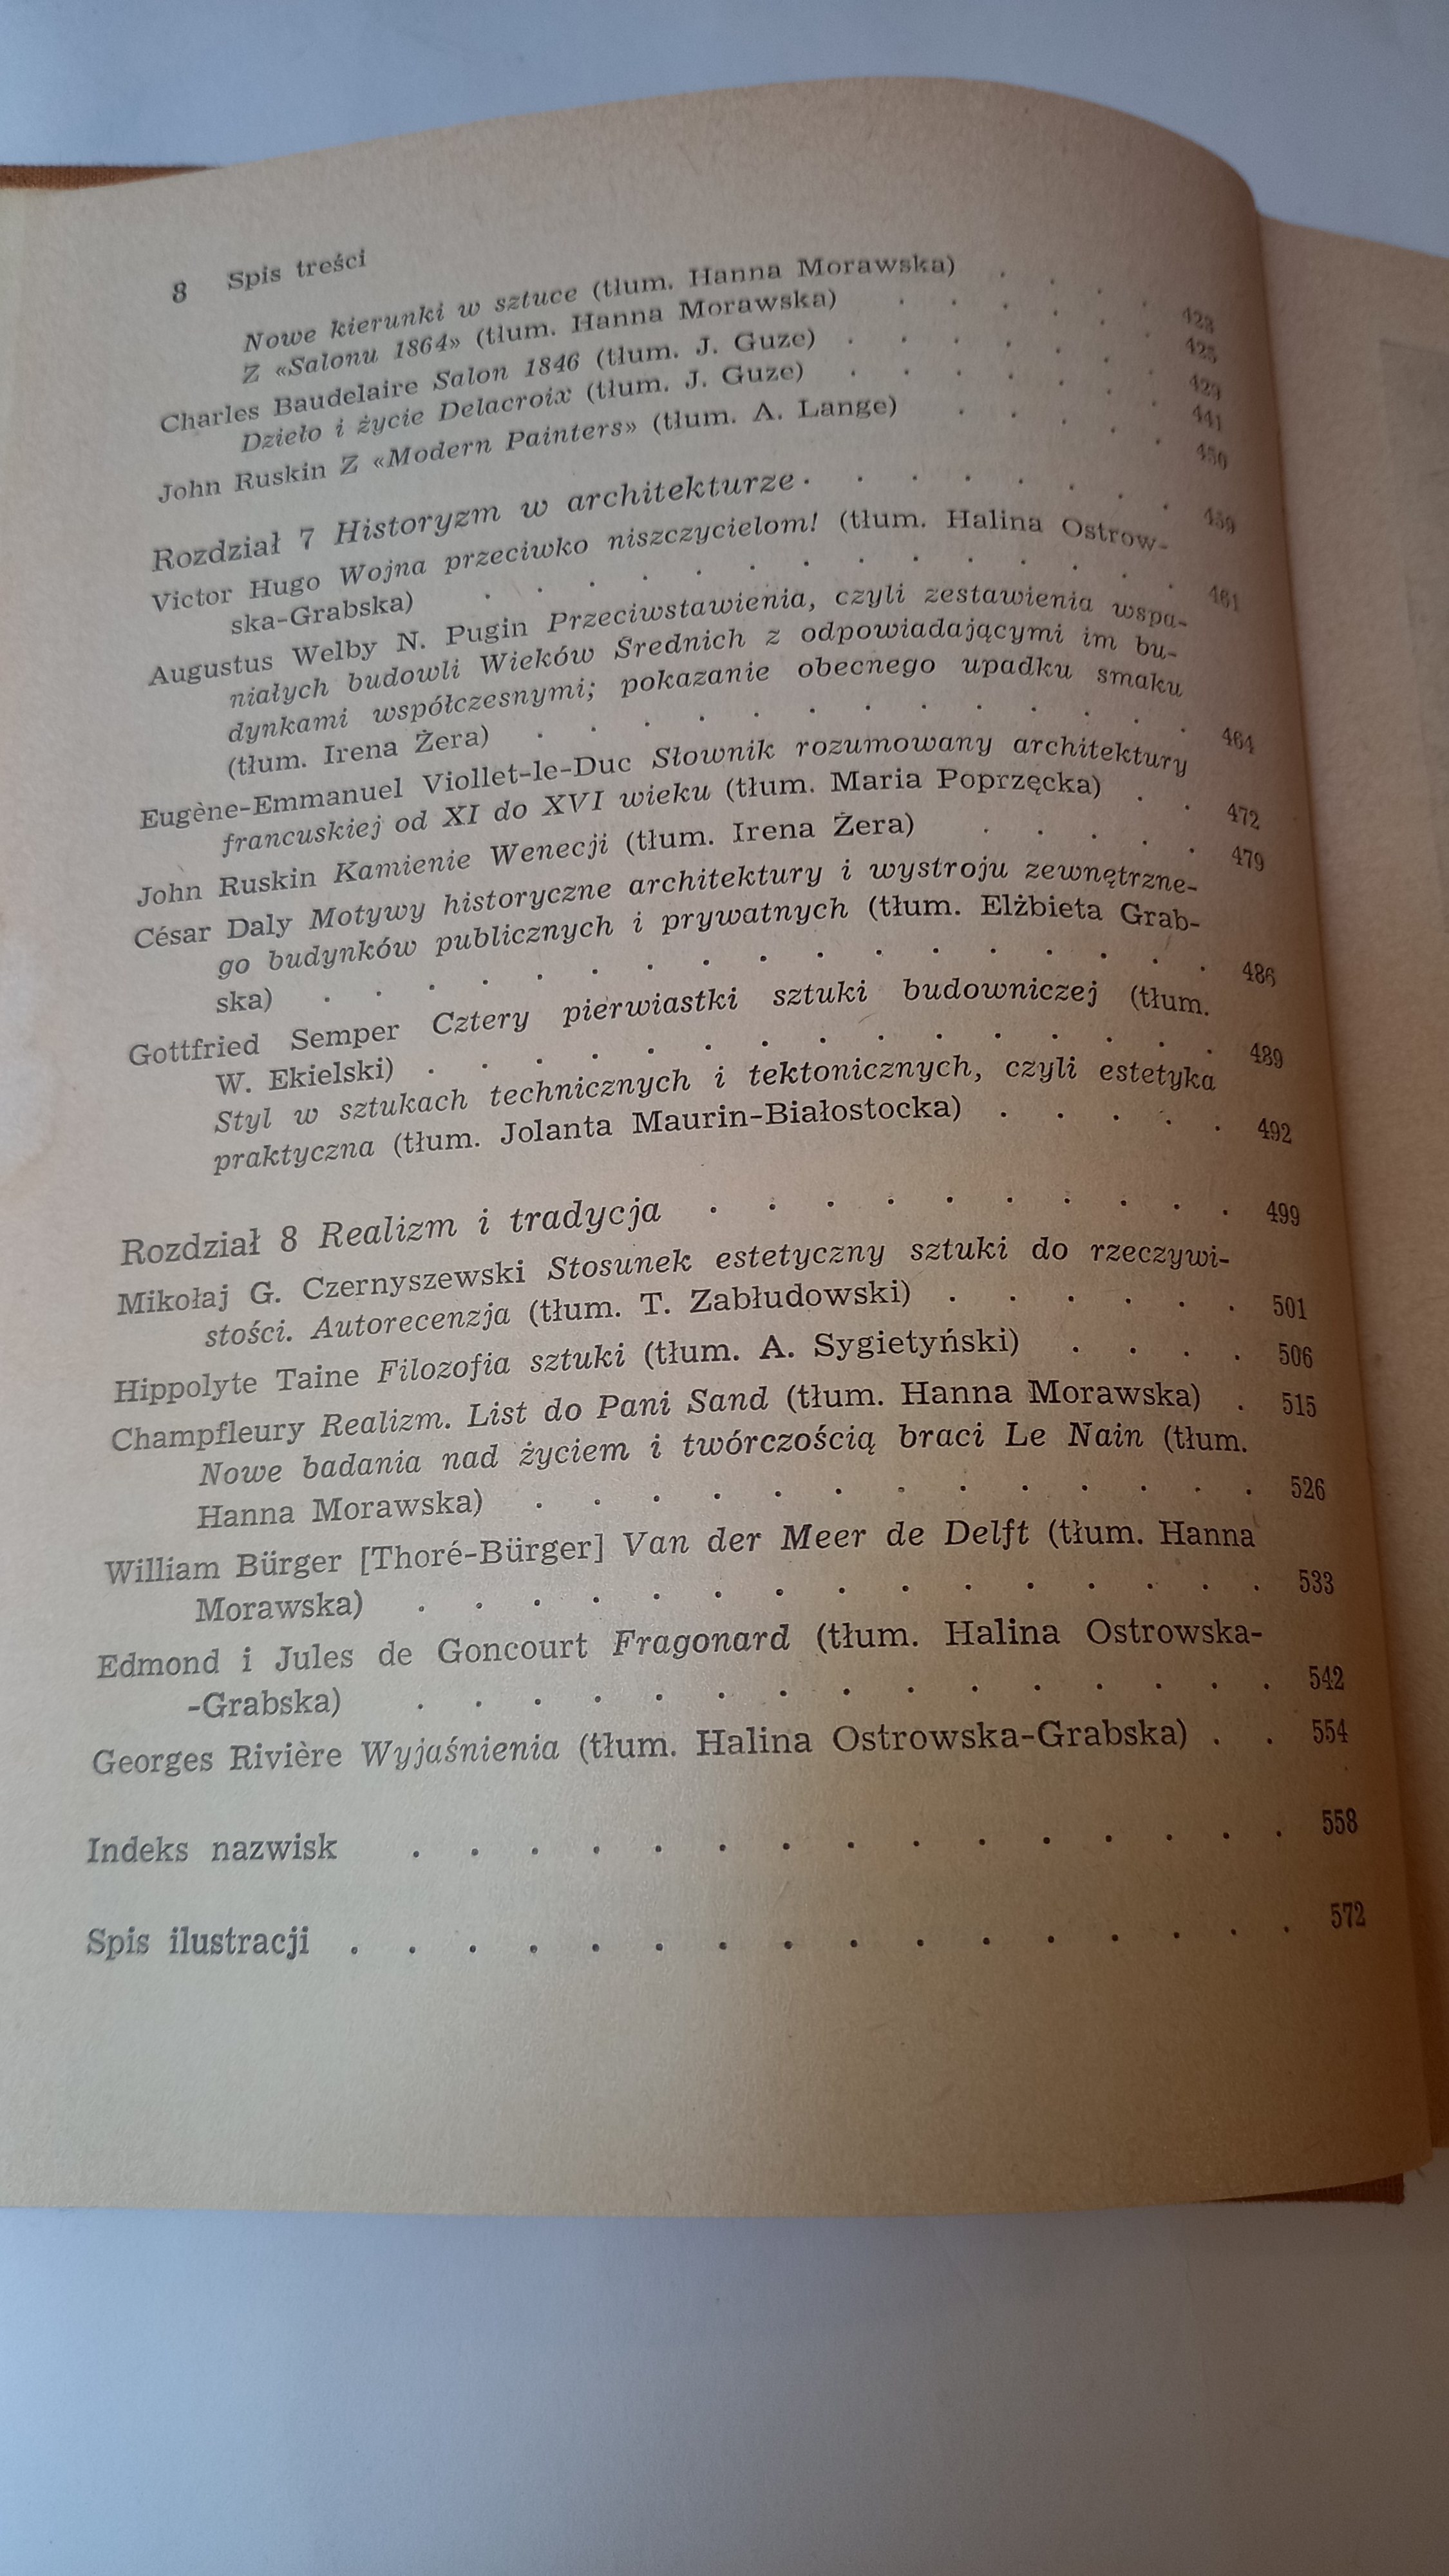 8 Spis treści
Nowe kierunki w sztuce (tłum. Hanna Morawska) . . . . 423
Z «Salonu 1864» (tłum. Hanna Morawska) . . . . . 425
Charles Baudelaire Salon 1846 (tłum. J. Guze) . . . . . . 429
Dzieło i życie Delacroix (tłum. J. Guze) . . . . . . 441
John Ruskin Z «Modern Painters» (tłum. A. Lange) . . . . 450
Rozdział 7 Historyzm w architekturze . . . . . . . . 459
Victor Hugo Wojna przeciwko niszczycielom! (tłum. Halina Ostrow-
ska-Grabska) . . . . . . . . . . . . . . 461
Augustus Welby N. Pugin Przeciwstawienia, czyli zestawienia wspa-
niałych budowli Wieków Średnich z odpowiadającymi im bu-
dynkami współczesnymi; pokazanie obecnego upadku smaku
(tłum. Irena Żera) . . . . . . . . . . . . . 464
Eugène-Emmanuel Viollet-le-Duc Słownik rozumowany architektury
francuskiej od XI do XVI wieku (tłum. Maria Poprzęcka) . . 472
John Ruskin Kamienie Wenecji (tłum. Irena Żera) . . . . . 479
César Daly Motywy historyczne architektury i wystroju zewnętrzne-
go budynków publicznych i prywatnych (tłum. Elżbieta Grab-
ska) . . . . . . . . . . . . . . . . . 486
Gottfried Semper Cztery pierwiastki sztuki budowniczej (tłum.
W. Ekielski) . . . . . . . . . . . . . . . 489
Styl w sztukach technicznych i tektonicznych, czyli estetyka
praktyczna (tłum. Jolanta Maurin-Białostocka) . . . . . 492
Rozdział 8 Realizm i tradycja . . . . . . . . . . 499
Mikołaj G. Czernyszewski Stosunek estetyczny sztuki do rzeczywi-
stości. Autorecenzja (tłum. T. Zabłudowski) . . . . . . 501
Hippolyte Taine Filozofia sztuki (tłum. A. Sygietyński) . . . . 506
Champfleury Realizm. List do Pani Sand (tłum. Hanna Morawska) . 515
Nowe badania nad życiem i twórczością braci Le Nain (tłum.
Hanna Morawska) . . . . . . . . . . . . . 526
William Bürger [Thoré-Bürger] Van der Meer de Delft (tłum. Hanna
Morawska) . . . . . . . . . . . . . . . 533
Edmond i Jules de Goncourt Fragonard (tłum. Halina Ostrowska-
-Grabska) . . . . . . . . . . . . . . . 542
Georges Rivière Wyjaśnienia (tłum. Halina Ostrowska-Grabska) . . 554
Indeks nazwisk . . . . . . . . . . . . . . . 558
Spis ilustracji . . . . . . . . . . . . . . . . 572